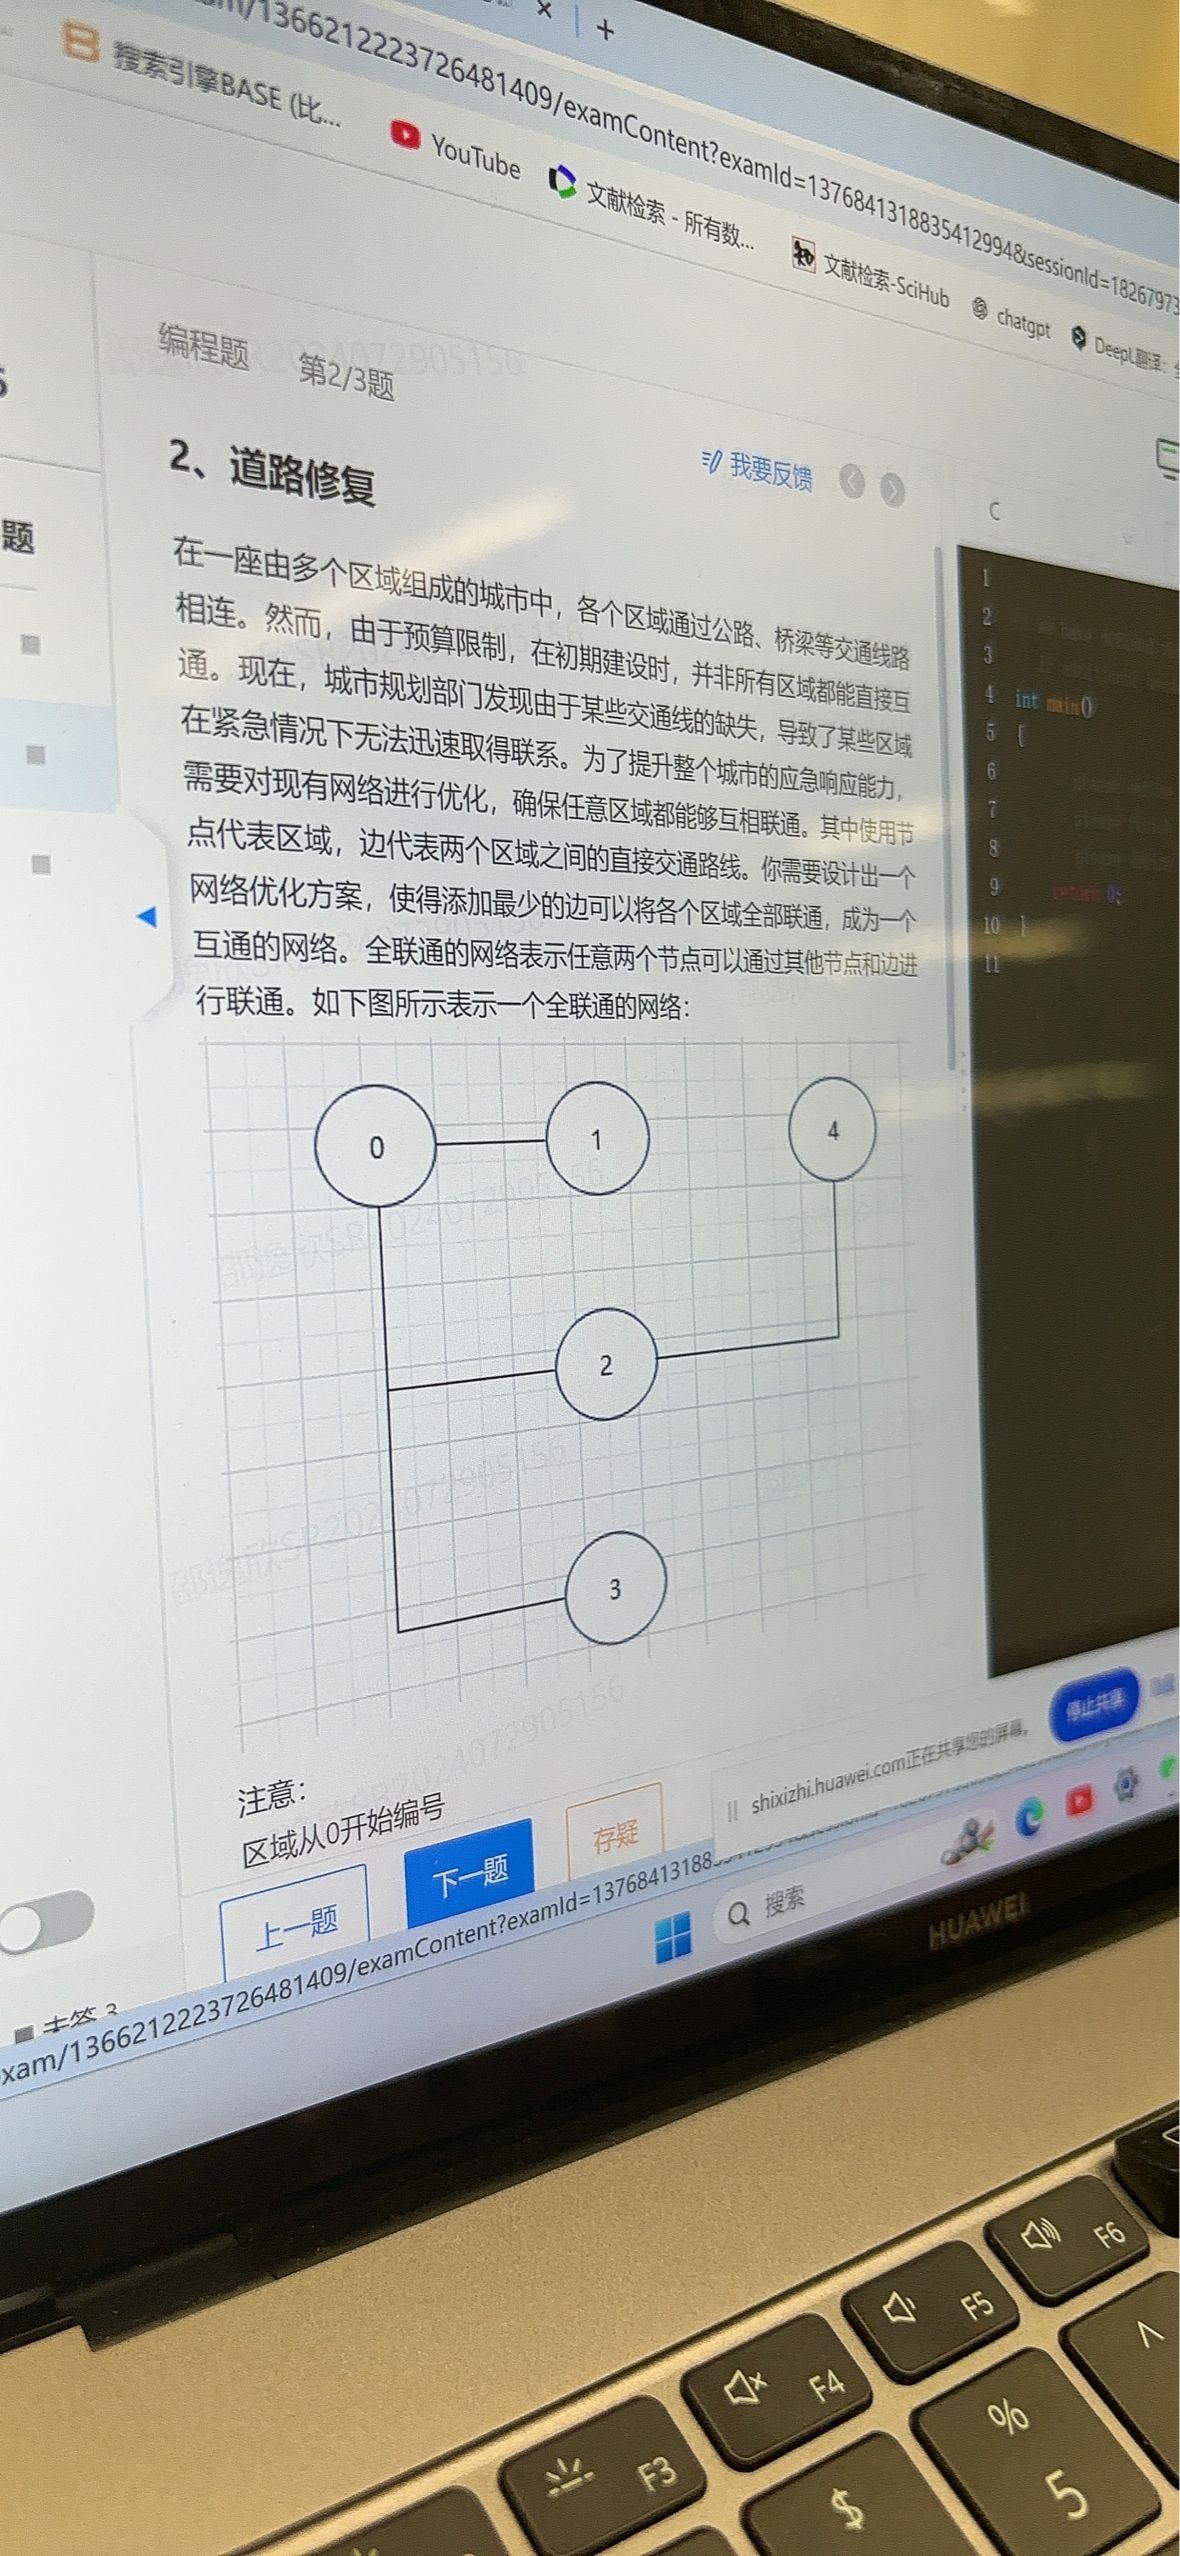 /1366212223726481409/examContent?examId=1376841318835412994&sessionId=18267973
搜索引擎BASE (比...
YouTube
文献检索 - 所有数...
文献检索-SciHub
chatgpt
DeepL翻译：
编程题 第2/3题
2、道路修复
我要反馈
题
在一座由多个区域组成的城市中，各个区域通过公路、桥梁等交通线路
相连。然而，由于预算限制，在初期建设时，并非所有区域都能直接互
通。现在，城市规划部门发现由于某些交通线的缺失，导致了某些区域
在紧急情况下无法迅速取得联系。为了提升整个城市的应急响应能力，
需要对现有网络进行优化，确保任意区域都能够互相联通。其中使用节
点代表区域，边代表两个区域之间的直接交通路线。你需要设计出一个
网络优化方案，使得添加最少的边可以将各个区域全部联通，成为一个
互通的网络。全联通的网络表示任意两个节点可以通过其他节点和边进
行联通。如下图所示表示一个全联通的网络：
0
1
4
2
3
注意：
区域从0开始编号
上一题
下一题
存疑
C
1
2
3
4 int main()
5 {
6
7
8
9 return 0;
10 }
11
shixizhi.huawei.com正在共享您的屏幕。
停止共享
隐藏
未答 3
xam/1366212223726481409/examContent?examId=137684131883
搜索
HUAWEI
F3
F4
F5
F6
$
%
5